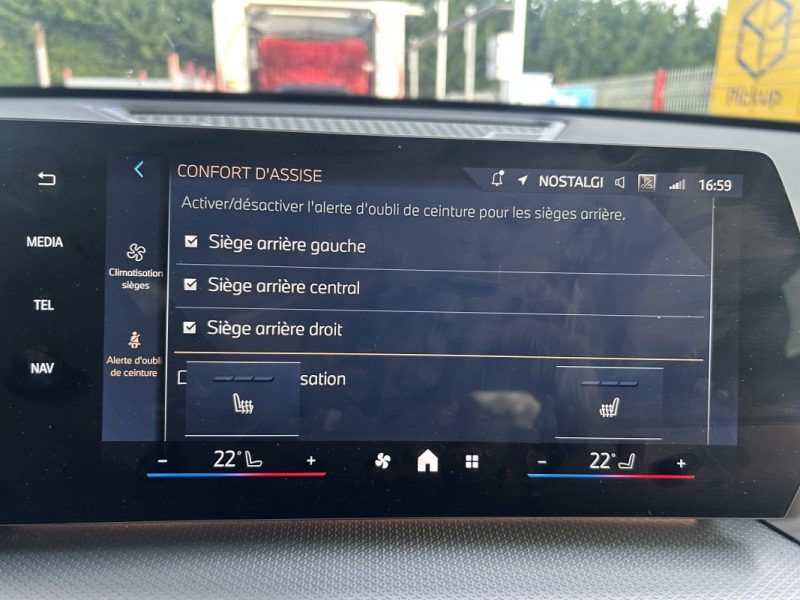 Pickup
CONFORT D'ASSISE
NOSTALGI 16:59
Activer/désactiver l'alerte d'oubli de ceinture pour les sièges arrière.
Siège arrière gauche
Siège arrière central
Siège arrière droit
sation
MEDIA
TEL
NAV
Climatisation
sièges
Alerte d'oubli
de ceinture
- 22° +
- 22° +